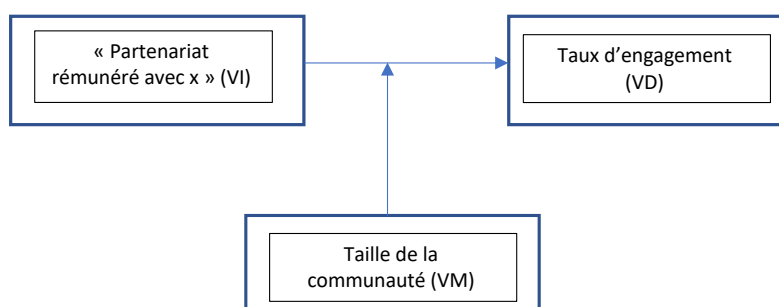 « Partenariat
rémunéré avec x » (VI)
Taux d’engagement
(VD)
Taille de la
communauté (VM)